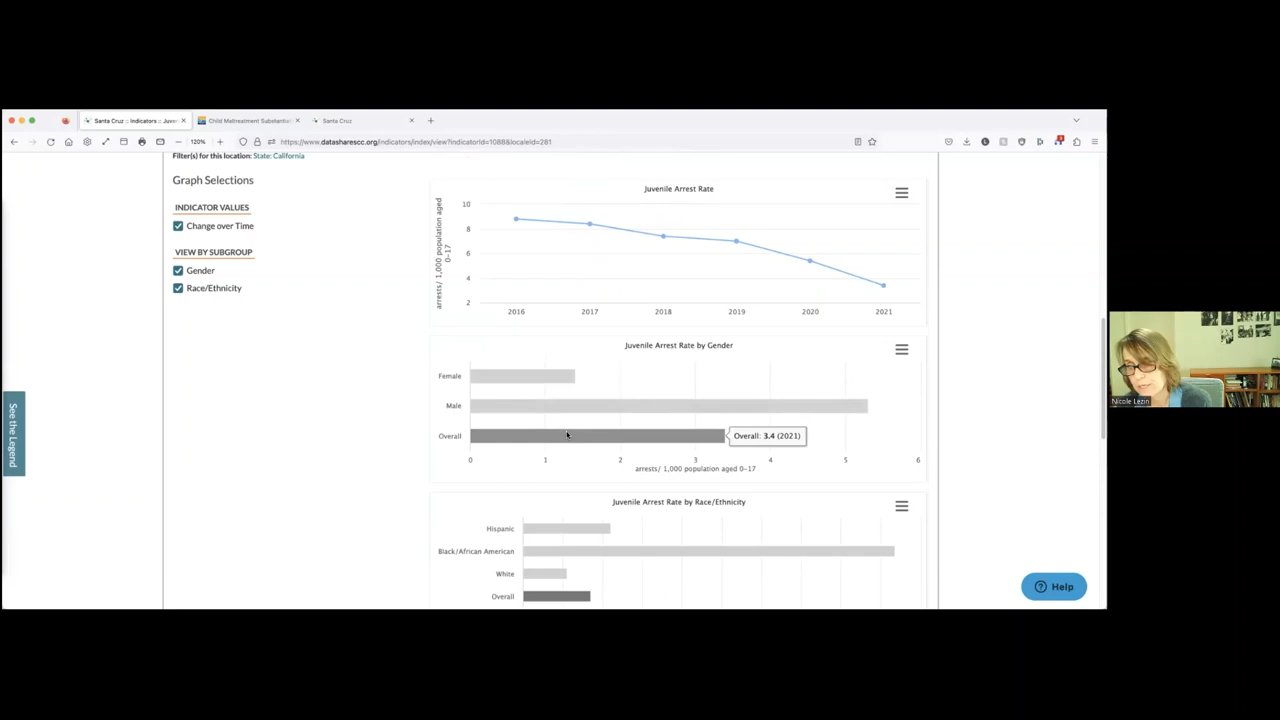 Santa Cruz :: Indicators :: Juven
Child Maltreatment Substantiat
Santa Cruz
120%
https://www.datasharescc.org/indicators/index/view?indicatorId=1088&localeId=281
Filter(s) for this location: State: California
Graph Selections
INDICATOR VALUES
Change over Time
VIEW BY SUBGROUP
Gender
Race/Ethnicity
See the Legend
Juvenile Arrest Rate
arrests/ 1,000 population aged
0-17
10
8
6
4
2
2016 2017 2018 2019 2020 2021
Juvenile Arrest Rate by Gender
Female
Male
Overall
Overall: 3.4 (2021)
0 1 2 3 4 5 6
arrests/ 1,000 population aged 0-17
Juvenile Arrest Rate by Race/Ethnicity
Hispanic
Black/African American
White
Overall
Help
Nicole Lezin